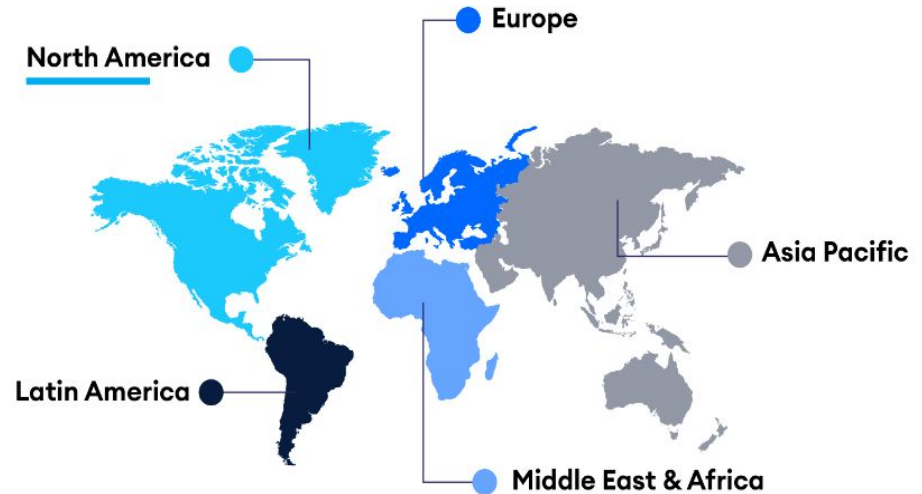 Europe
North America
Asia Pacific
Latin America
Middle East & Africa